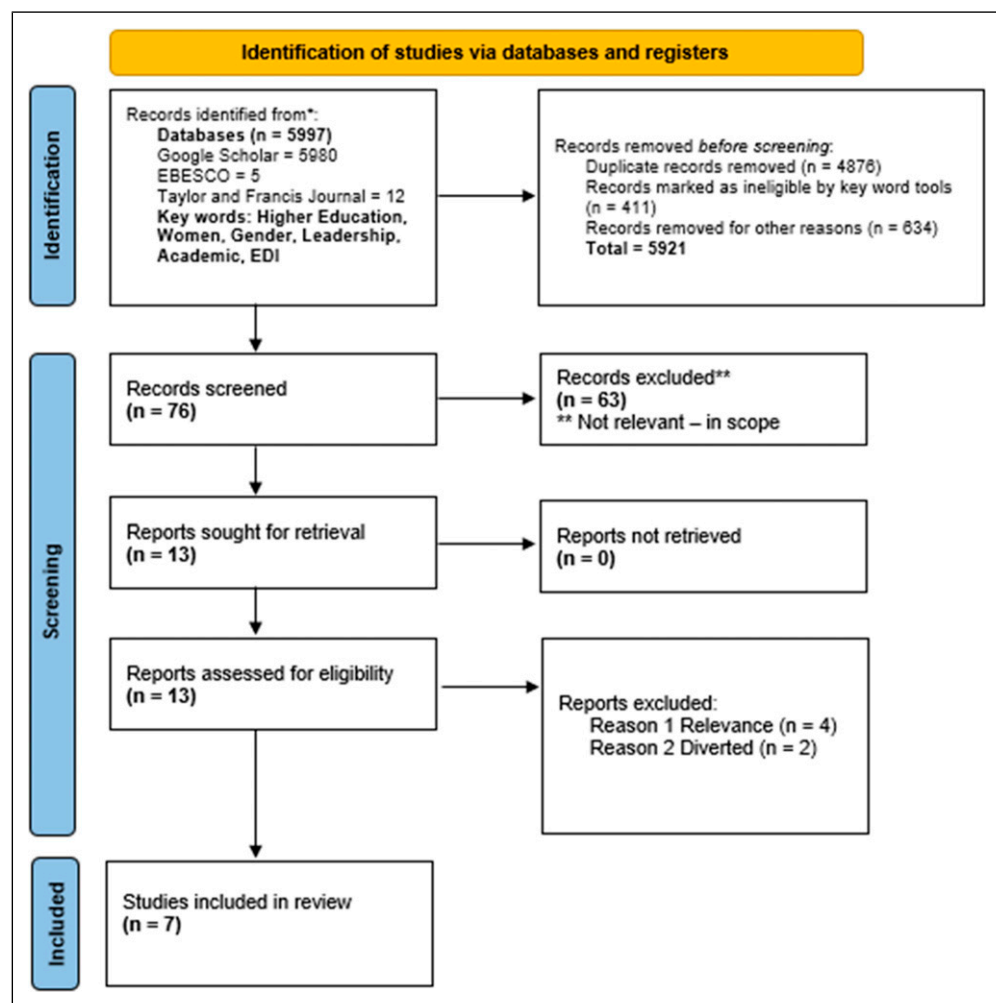 Identification of studies via databases and registers
Identification
Records identified from*:
Databases (n = 5997)
Google Scholar = 5980
EBESCO = 5
Taylor and Francis Journal = 12
Key words: Higher Education,
Women, Gender, Leadership,
Academic, EDI
Records removed before screening:
Duplicate records removed (n = 4876)
Records marked as ineligible by key word tools
(n = 411)
Records removed for other reasons (n = 634)
Total = 5921
Screening
Records screened
(n = 76)
Records excluded**
(n = 63)
** Not relevant – in scope
Reports sought for retrieval
(n = 13)
Reports not retrieved
(n = 0)
Reports assessed for eligibility
(n = 13)
Reports excluded:
Reason 1 Relevance (n = 4)
Reason 2 Diverted (n = 2)
Included
Studies included in review
(n = 7)